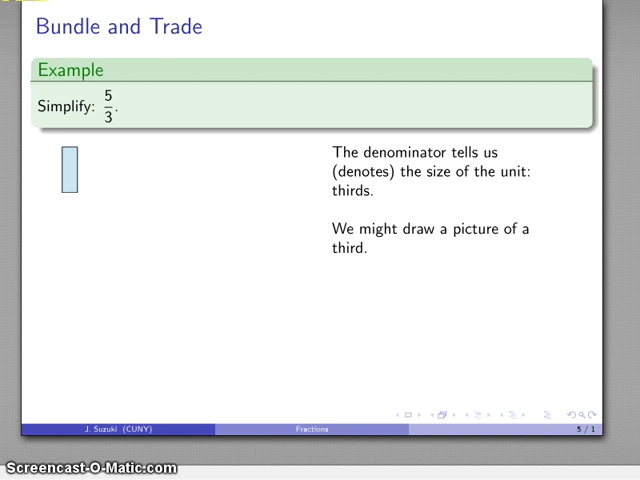 Bundle and Trade
Example
Simplify: 5/3.
The denominator tells us
(denotes) the size of the unit:
thirds.
We might draw a picture of a
third.
J. Suzuki (CUNY)
Fractions
5 / 1
Screencast-O-Matic.com